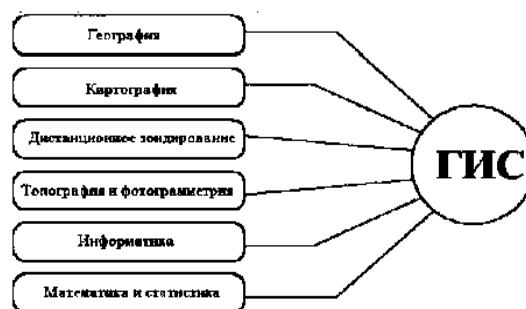 География
Картография
Дистанционное зондирование
Топография и фотограмметрия
Информатика
Математика и статистика
ГИС